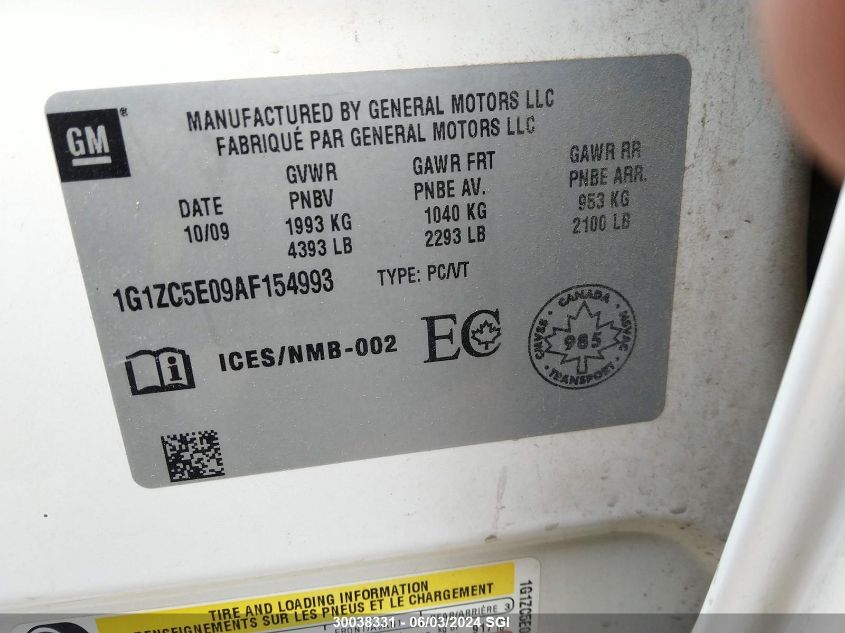 GM
MANUFACTURED BY GENERAL MOTORS LLC
FABRIQUÉ PAR GENERAL MOTORS LLC
DATE
10/09
GVWR
PNBV
1993 KG
4393 LB
GAWR FRT
PNBE AV.
1040 KG
2293 LB
GAWR RR
PNBE ARR.
953 KG
2100 LB
1G1ZC5E09AF154993 TYPE: PC/VT
ICES/NMB-002
EC
CANADA
CMVSS
985
NSVAC
TRANSPORT
TIRE AND LOADING INFORMATION
RENSEIGNEMENTS SUR LES PNEUS ET LE CHARGEMENT
1G1ZC5E0
30038331 - 06/03/2024 SGI